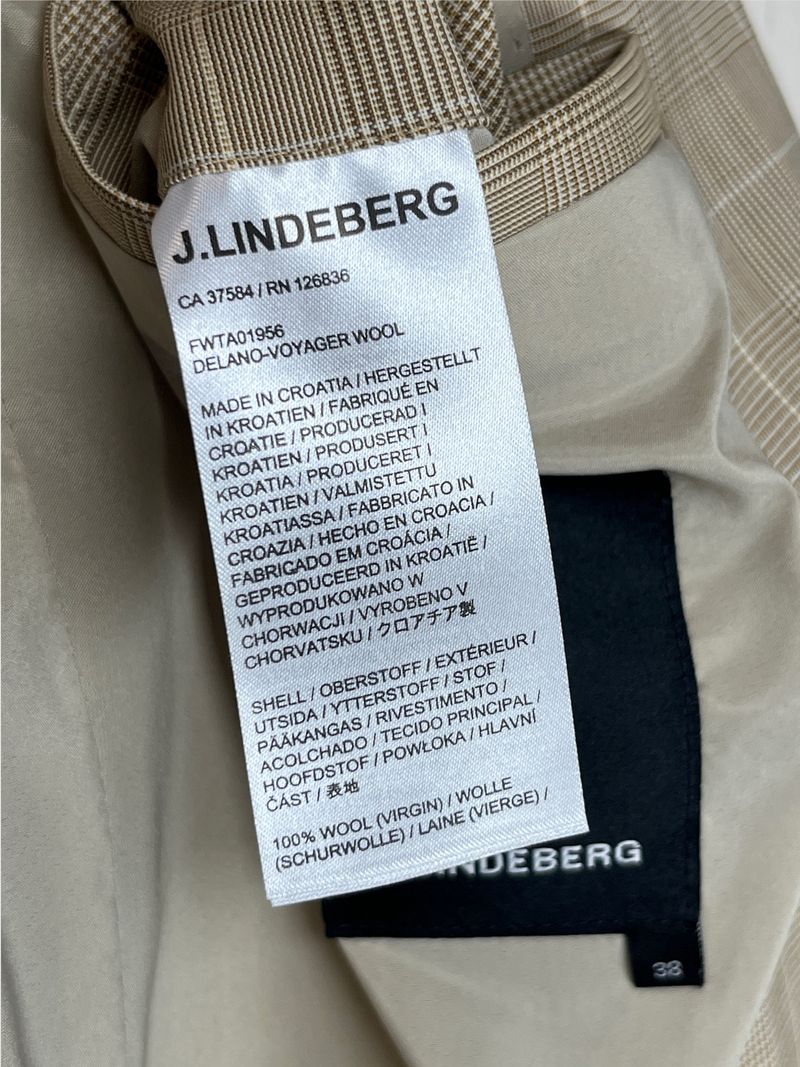 J.LINDEBERG
CA 37584 / RN 126836
FWTA01956
DELANO-VOYAGER WOOL
MADE IN CROATIA / HERGESTELLT
IN KROATIEN / FABRIQUÉ EN
CROATIE / PRODUCERAD I
KROATIEN / PRODUSERT I
KROATIA / PRODUCERET I
KROATIEN / VALMISTETTU
KROATIASSA / FABBRICATO IN
CROAZIA / HECHO EN CROACIA /
FABRICADO EM CROÁCIA /
GEPRODUCEERD IN KROATIË /
WYPRODUKOWANO W
CHORWACJI / VYROBENO V
CHORVATSKU / クロアチア製
SHELL / OBERSTOFF / EXTÉRIEUR /
UTSIDA / YTTERSTOFF / STOF /
PÄÄKANGAS / RIVESTIMENTO /
ACOLCHADO / TECIDO PRINCIPAL /
HOOFDSTOF / POWŁOKA / HLAVNÍ
ČÁST / 表地
100% WOOL (VIRGIN) / WOLLE
(SCHURWOLLE) / LAINE (VIERGE) /
LINDEBERG
38